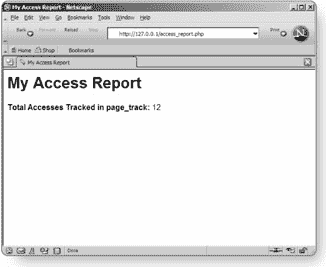 My Access Report - Netscape
File Edit View Go Bookmarks Tools Window Help
Back Forward Reload Stop http://127.0.0.1/access_report.php Print N
Home Shop Bookmarks
My Access Report
My Access Report
Total Accesses Tracked in page_track: 12
Done